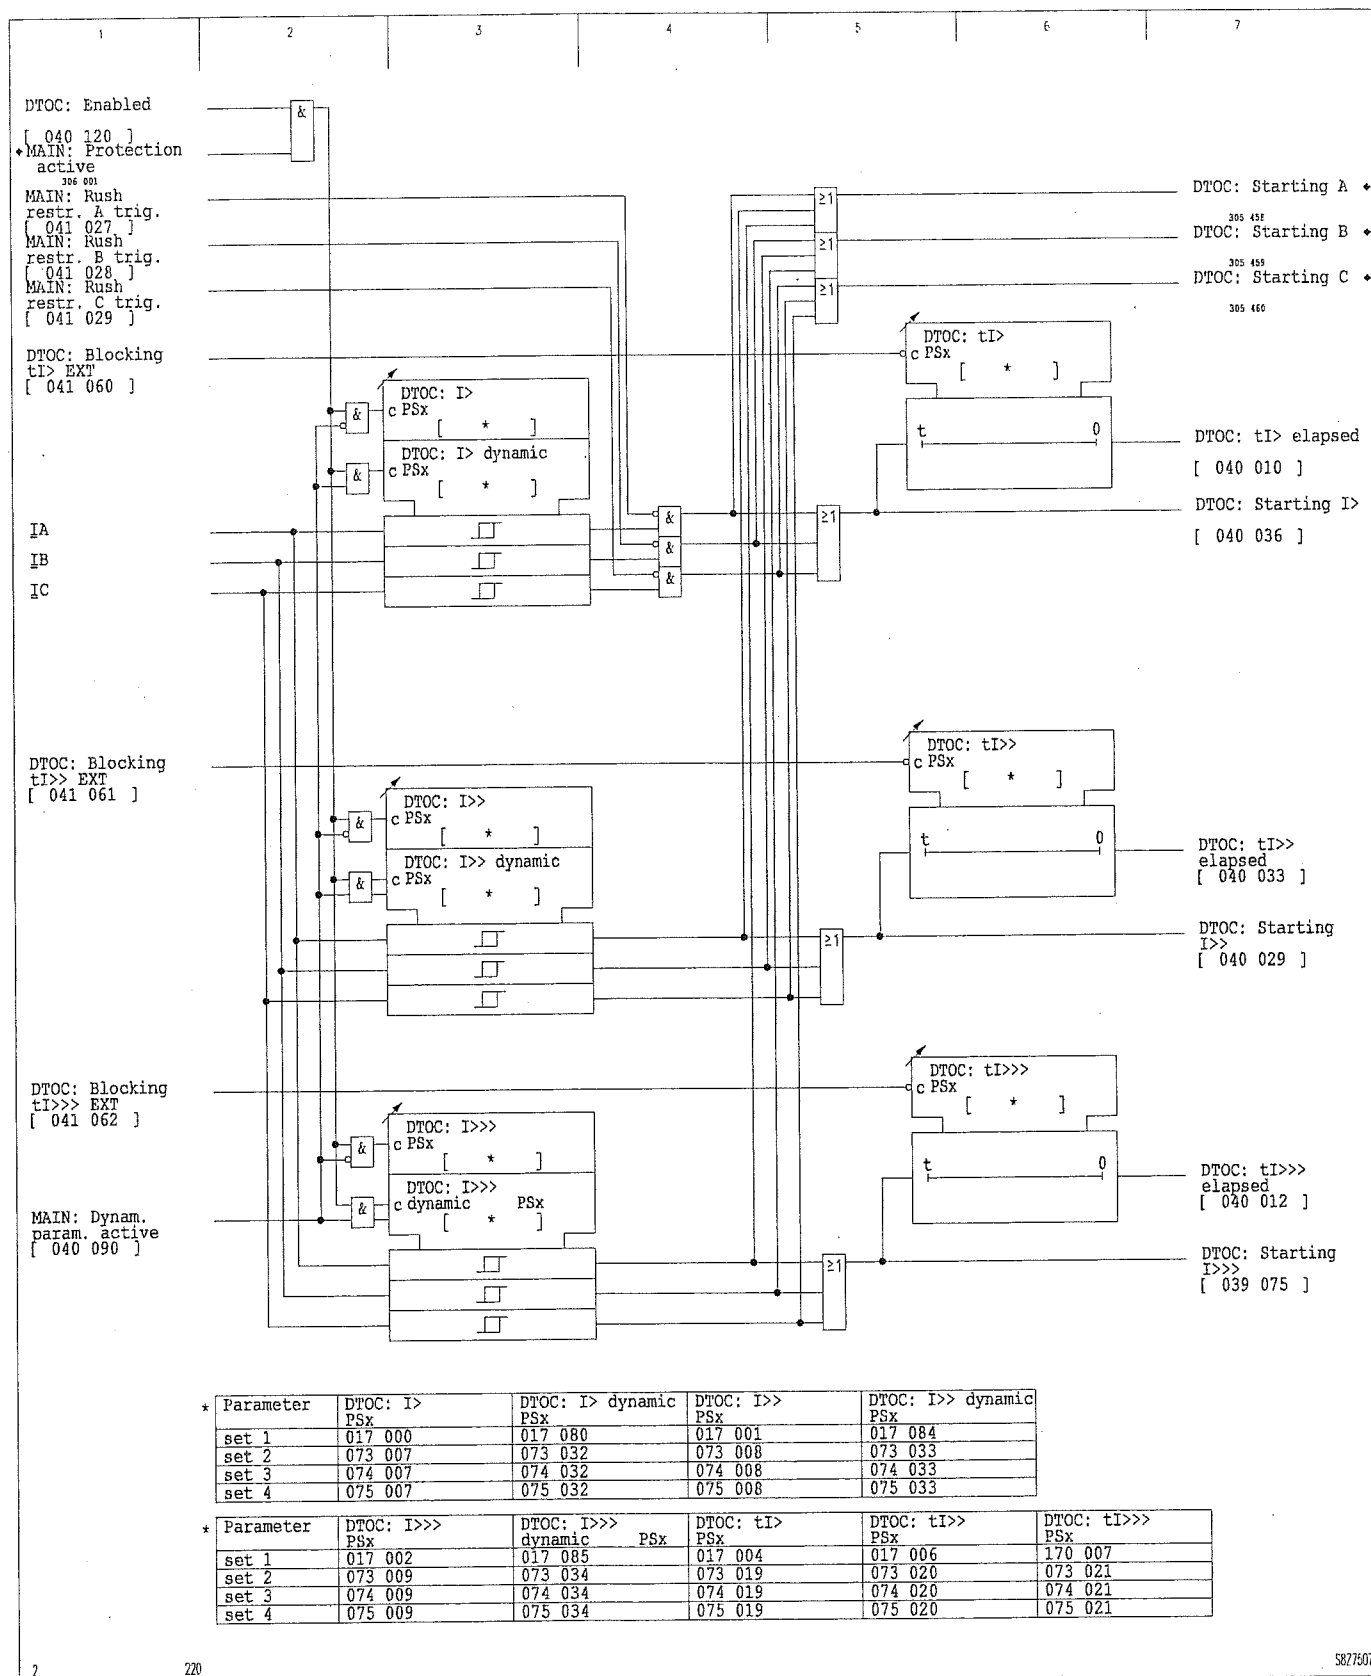 1 2 3 4 5 6 7
DTOC: Enabled
[ 040 120 ]
MAIN: Protection
active
306 001
MAIN: Rush
restr. A trig.
[ 041 027 ]
MAIN: Rush
restr. B trig.
[ 041 028 ]
MAIN: Rush
restr. C trig.
[ 041 029 ]
DTOC: Blocking
tI> EXT
[ 041 060 ]
&
≥1
≥1
≥1
DTOC: Starting A
305 458
DTOC: Starting B
305 459
DTOC: Starting C
305 460
DTOC: tI>
c PSx
[ * ]
t 0
DTOC: tI> elapsed
[ 040 010 ]
DTOC: Starting I>
[ 040 036 ]
&
DTOC: I>
c PSx
[ * ]
&
DTOC: I> dynamic
c PSx
[ * ]
IA
IB
IC
&
&
&
≥1
DTOC: Blocking
tI>> EXT
[ 041 061 ]
DTOC: tI>>
c PSx
[ * ]
t 0
DTOC: tI>>
elapsed
[ 040 033 ]
&
DTOC: I>>
c PSx
[ * ]
&
DTOC: I>> dynamic
c PSx
[ * ]
≥1
DTOC: Starting
I>>
[ 040 029 ]
DTOC: Blocking
tI>>> EXT
[ 041 062 ]
DTOC: tI>>>
c PSx
[ * ]
t 0
DTOC: tI>>>
elapsed
[ 040 012 ]
&
DTOC: I>>>
c PSx
[ * ]
&
DTOC: I>>>
c dynamic PSx
[ * ]
MAIN: Dynam.
param. active
[ 040 090 ]
≥1
DTOC: Starting
I>>>
[ 039 075 ]
* Parameter DTOC: I> PSx DTOC: I> dynamic PSx DTOC: I>> PSx DTOC: I>> dynamic PSx
set 1 017 000 017 080 017 001 017 084
set 2 073 007 073 032 073 008 073 033
set 3 074 007 074 032 074 008 074 033
set 4 075 007 075 032 075 008 075 033
* Parameter DTOC: I>>> PSx DTOC: I>>> dynamic PSx DTOC: tI> PSx DTOC: tI>> PSx DTOC: tI>>> PSx
set 1 017 002 017 085 017 004 017 006 170 007
set 2 073 009 073 034 073 019 073 020 073 021
set 3 074 009 074 034 074 019 074 020 074 021
set 4 075 009 075 034 075 019 075 020 075 021
2 220